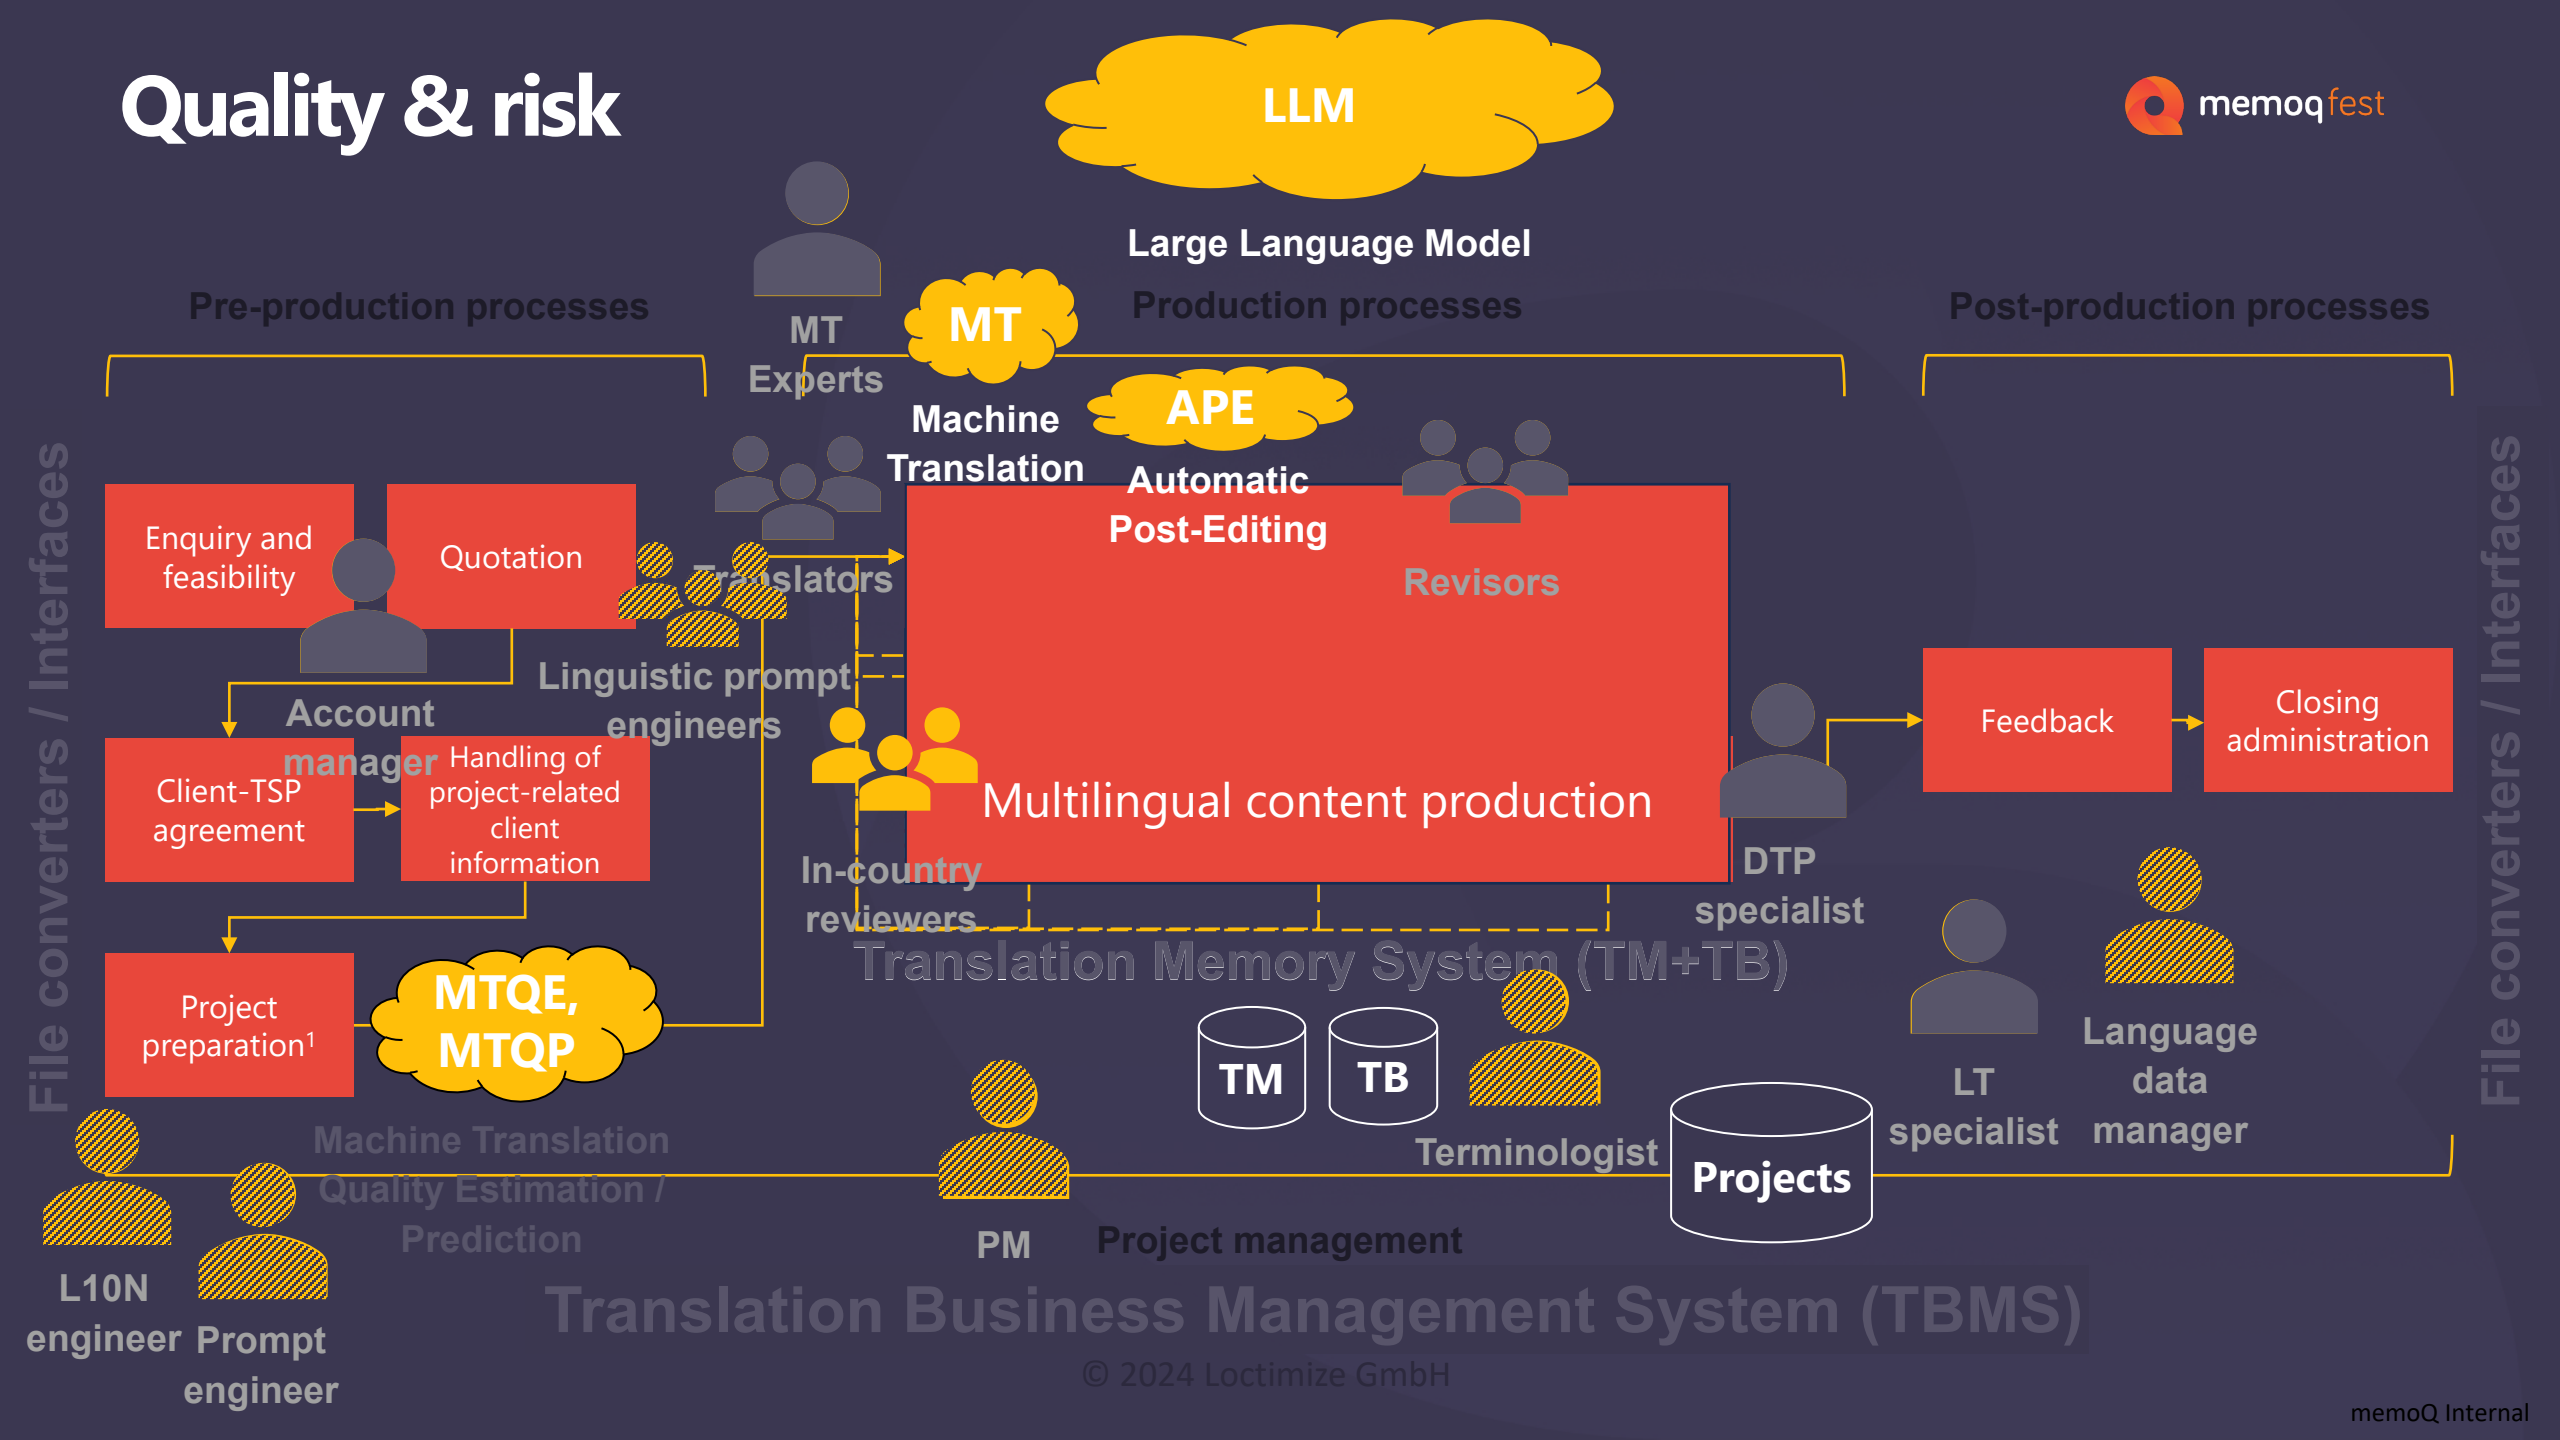 Quality & risk
LLM
memoqfest
Large Language Model
Pre-production processes
MT
Experts
MT
Production processes
Post-production processes
Machine
Translation
APE
Automatic
Post-Editing
Enquiry and
feasibility
Quotation
Translators
Revisors
Account
manager
Linguistic prompt
engineers
Client-TSP
agreement
Handling of
project-related
client
information
Multilingual content production
In-country
reviewers
DTP
specialist
Feedback
Closing
administration
File converters / Interfaces
File converters / Interfaces
Project
preparation¹
MTQE,
MTQP
Machine Translation
Quality Estimation /
Prediction
Translation Memory System (TM+TB)
TM
TB
Terminologist
Projects
LT
specialist
Language
data
manager
L10N
engineer
Prompt
engineer
PM
Project management
Translation Business Management System (TBMS)
© 2024 Loctimize GmbH
memoQ Internal